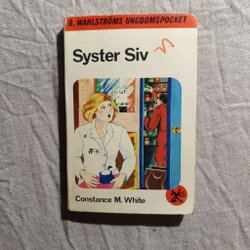 B. WAHLSTRÖMS UNGDOMSPOCKET
Syster Siv
Constance M. White